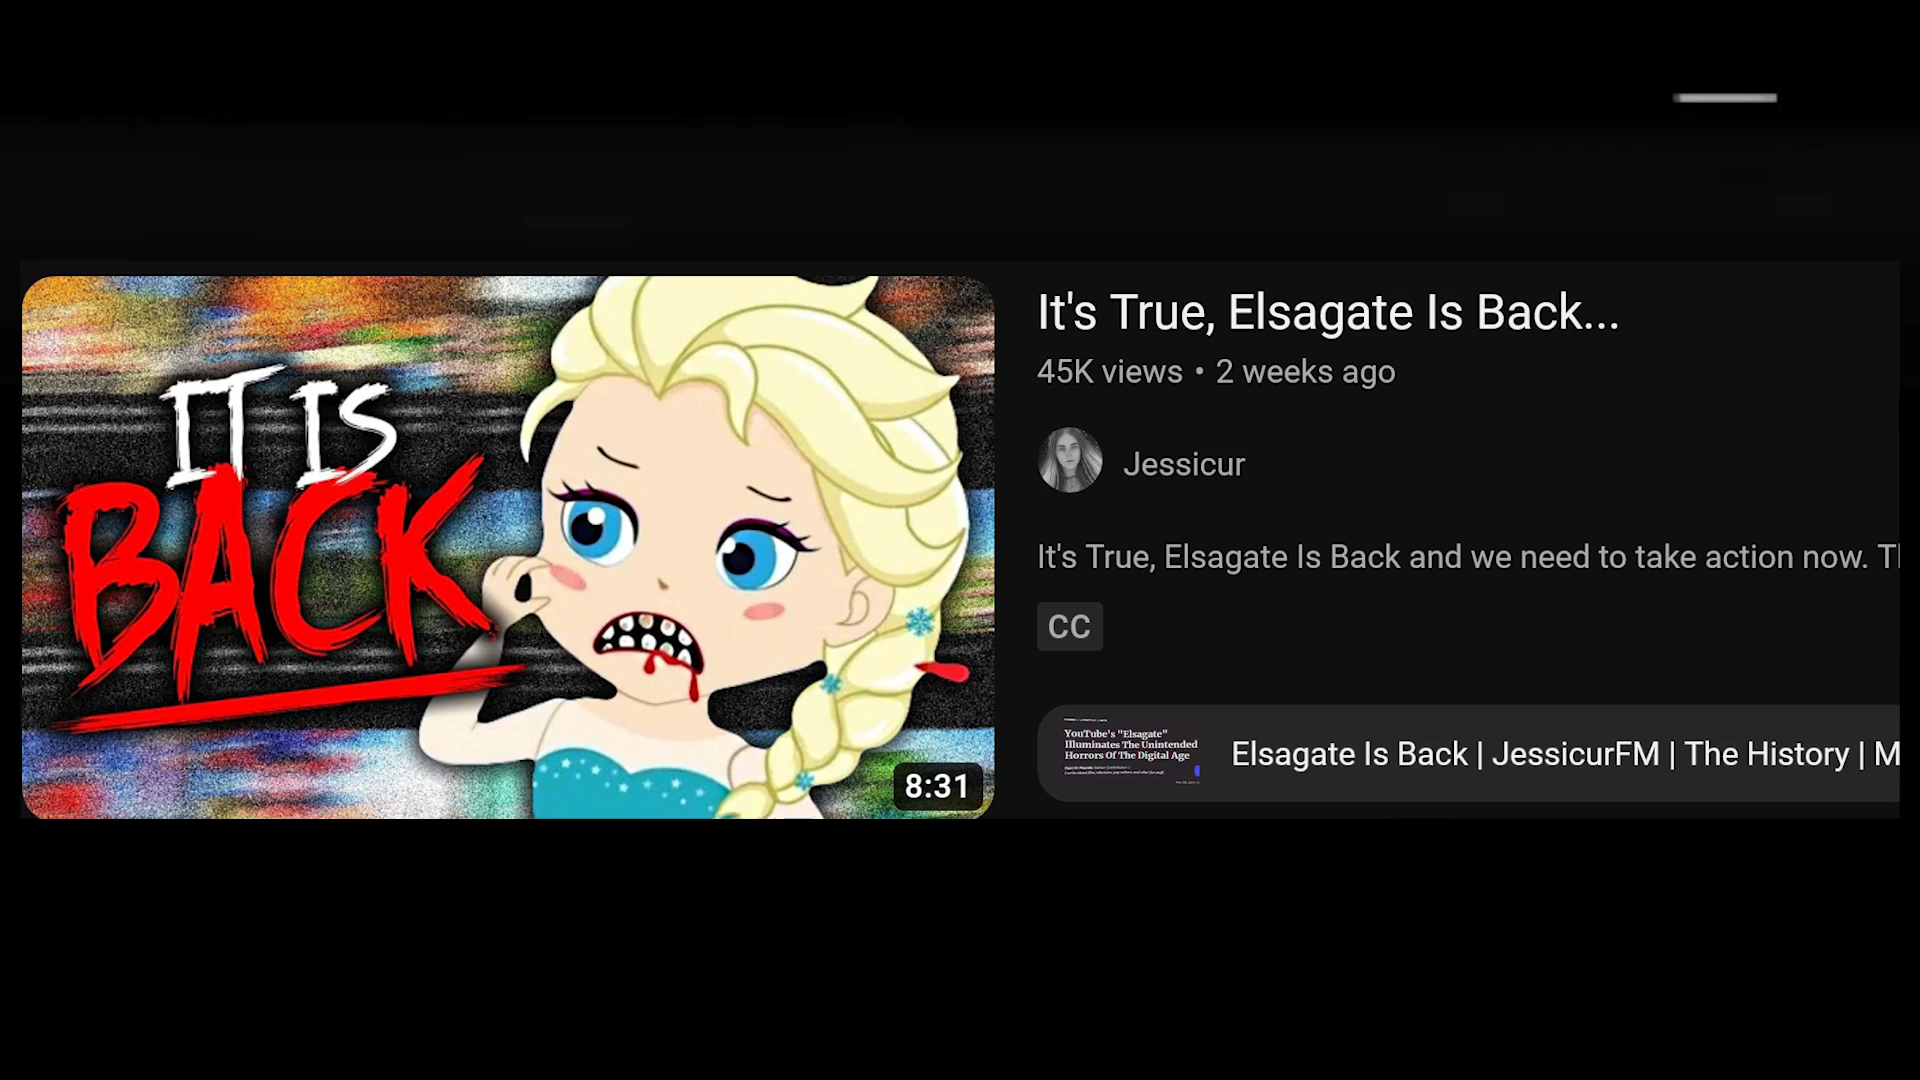 IT IS
BACK
8:31
It's True, Elsagate Is Back...
45K views • 2 weeks ago
Jessicur
It's True, Elsagate Is Back and we need to take action now. Tl
CC
YouTube's "Elsagate"
Illuminates The Unintended
Horrors Of The Digital Age
Elsagate Is Back | JessicurFM | The History | M